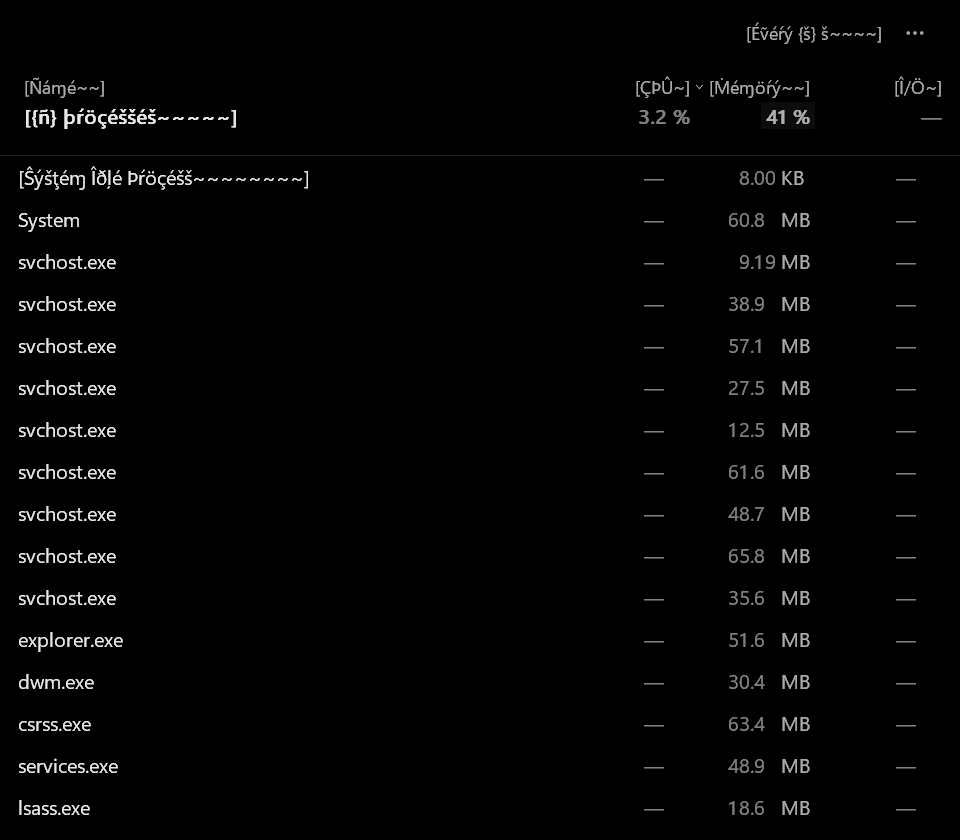 [Éṽéŕý {š} š~~~~] ···
[Ñáɱé~~] [ÇÞÛ~] [Ṁéɱöŕý~~] [Î/Ö~]
[{ñ} þŕöçéššéš~~~~~] 3.2 % 41 % —
[Ŝýšţéɱ Îðļé Þŕöçéšš~~~~~~~~] — 8.00 KB —
System — 60.8 MB —
svchost.exe — 9.19 MB —
svchost.exe — 38.9 MB —
svchost.exe — 57.1 MB —
svchost.exe — 27.5 MB —
svchost.exe — 12.5 MB —
svchost.exe — 61.6 MB —
svchost.exe — 48.7 MB —
svchost.exe — 65.8 MB —
svchost.exe — 35.6 MB —
explorer.exe — 51.6 MB —
dwm.exe — 30.4 MB —
csrss.exe — 63.4 MB —
services.exe — 48.9 MB —
lsass.exe — 18.6 MB —